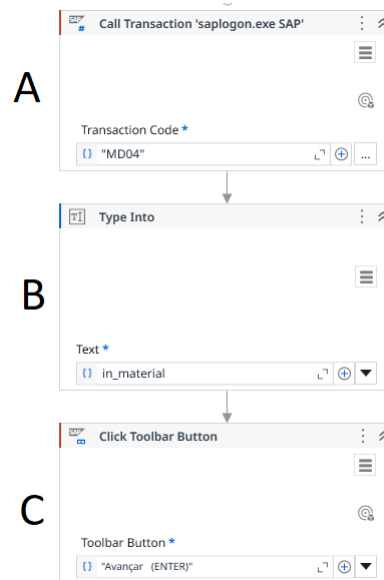 Call Transaction 'saplogon.exe SAP'
A
Transaction Code *
"MD04"
...
Type Into
B
Text *
in_material
Click Toolbar Button
C
Toolbar Button *
"Avançar (ENTER)"